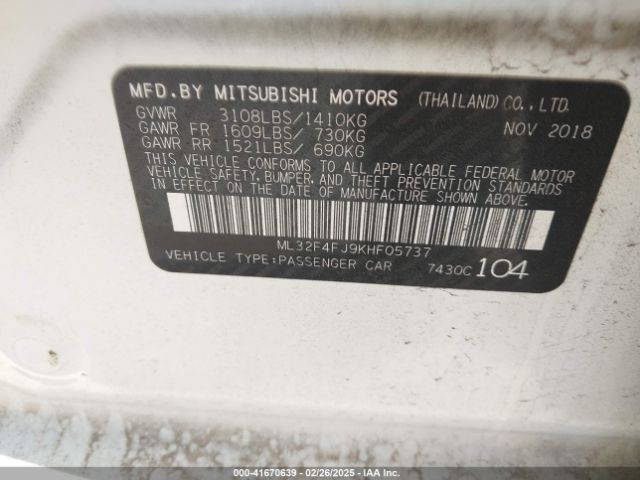 MFD.BY MITSUBISHI MOTORS (THAILAND)CO.,LTD.
GVWR 3108LBS/1410KG NOV 2018
GAWR FR 1609LBS/ 730KG
GAWR RR 1521LBS/ 690KG
THIS VEHICLE CONFORMS TO ALL APPLICABLE FEDERAL MOTOR
VEHICLE SAFETY,BUMPER, AND THEFT PREVENTION STANDARDS
IN EFFECT ON THE DATE OF MANUFACTURE SHOWN ABOVE.
ML32F4FJ9KHF05737
VEHICLE TYPE:PASSENGER CAR 7430C 104
000-41670639 - 02/26/2025 - IAA Inc.